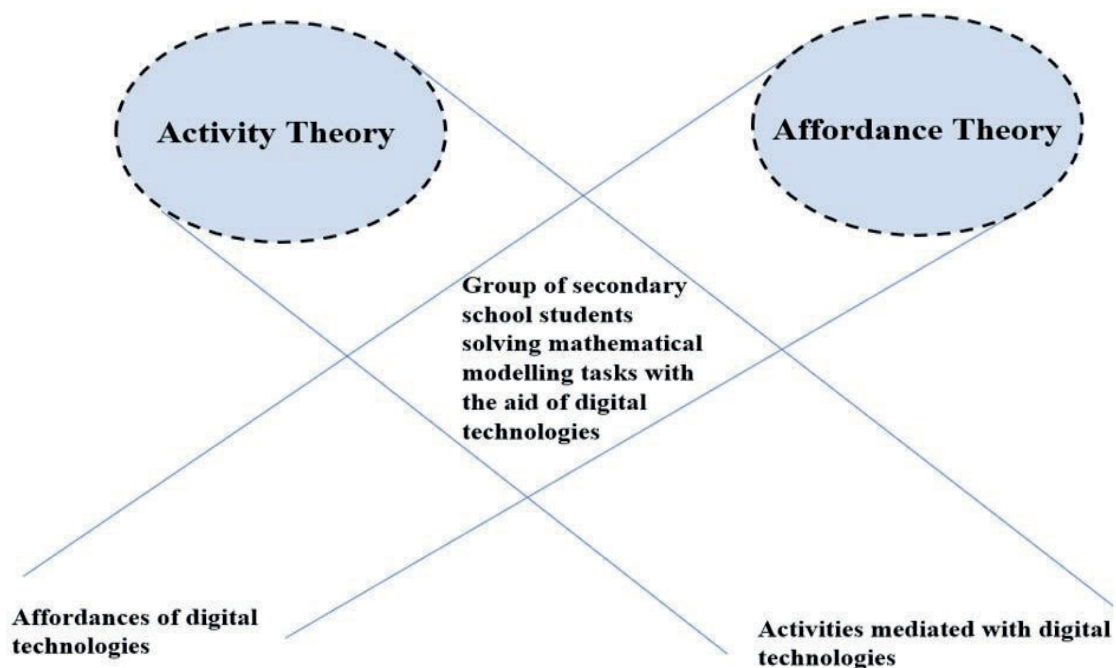 Activity Theory
Affordance Theory
Group of secondary
school students
solving mathematical
modelling tasks with
the aid of digital
technologies
Affordances of digital
technologies
Activities mediated with digital
technologies